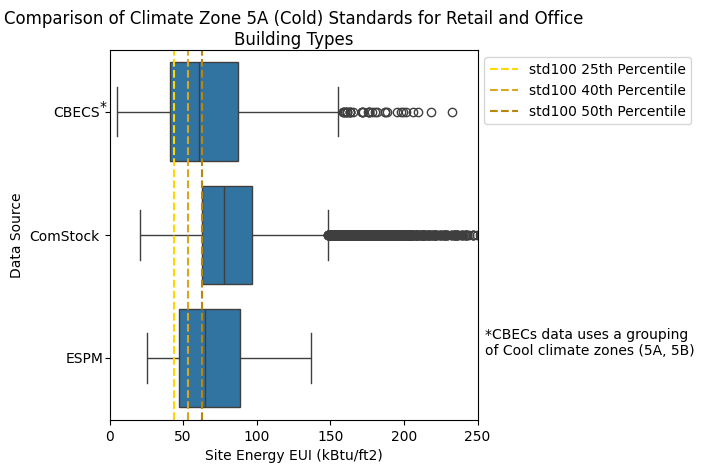 Comparison of Climate Zone 5A (Cold) Standards for Retail and Office
Building Types
std100 25th Percentile
std100 40th Percentile
std100 50th Percentile
CBECS*
ComStock
ESPM
Data Source
*CBECs data uses a grouping
of Cool climate zones (5A, 5B)
0 50 100 150 200 250
Site Energy EUI (kBtu/ft2)